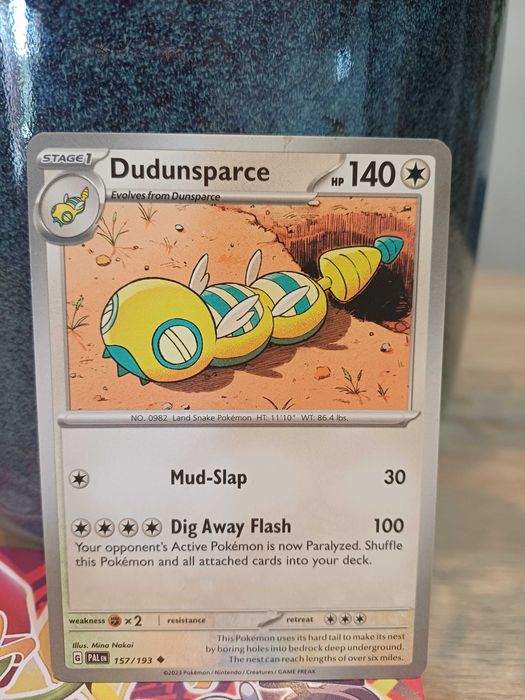 STAGE 1 Dudunsparce HP 140
Evolves from Dunsparce
NO. 0982 Land Snake Pokémon HT: 11'10" WT: 86.4 lbs.
Mud-Slap 30
Dig Away Flash 100
Your opponent's Active Pokémon is now Paralyzed. Shuffle
this Pokémon and all attached cards into your deck.
weakness ×2 resistance retreat
Illus. Mina Nakai
G PAL EN 157/193
This Pokémon uses its hard tail to make its nest
by boring holes into bedrock deep underground.
The nest can reach lengths of over six miles.
©2023 Pokémon / Nintendo / Creatures / GAME FREAK